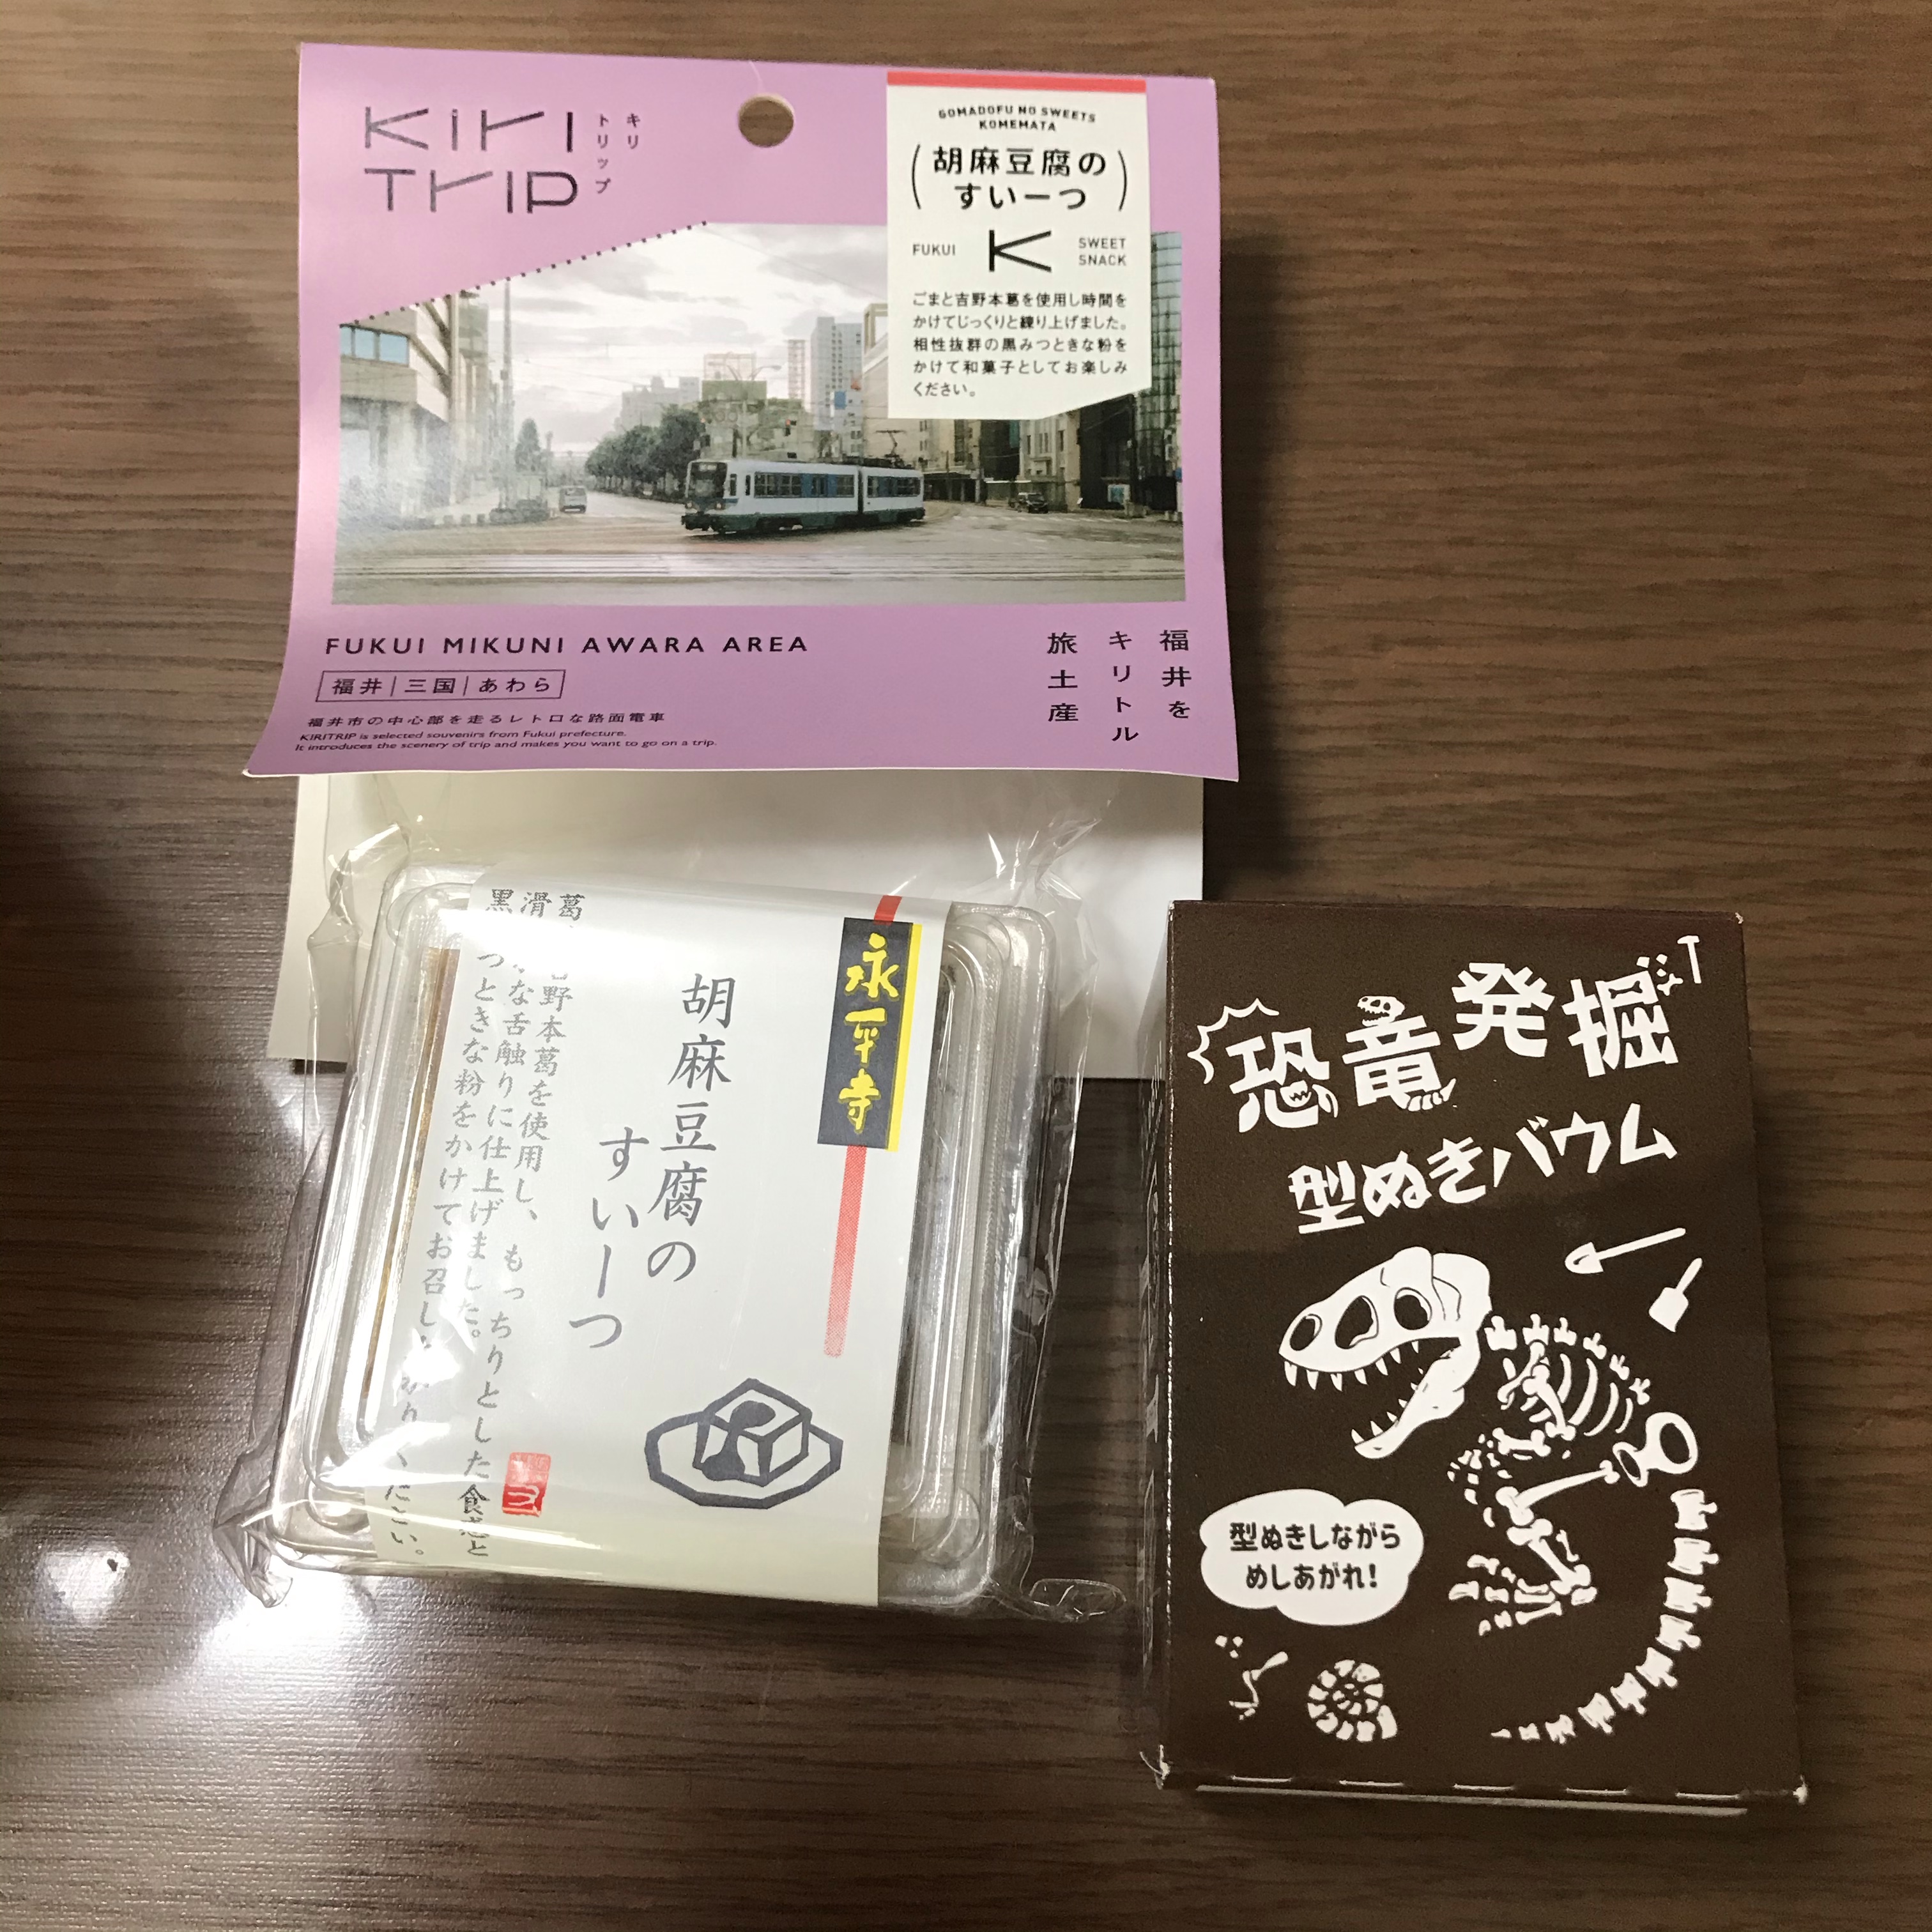 KIRI
TRIP
キリ
トリップ
GOMADOFU NO SWEETS
KOMEMATA
(胡麻豆腐の
すいーつ)
FUKUI K SWEET
SNACK
ごまと吉野本葛を使用し時間を
かけてじっくりと練り上げました。
相性抜群の黒みつときな粉を
かけて和菓子としてお楽しみ
ください。
FUKUI MIKUNI AWARA AREA
福井|三国|あわら
福井市の中心部を走るレトロな路面電車
KIRITRIP is selected souvenirs from Fukui prefecture.
It introduces the scenery of trip and makes you want to go on a trip.
福井を
キリトル
旅土産
永平寺
胡麻豆腐の
すいーつ
葛 野本葛を使用し、もっちりとした食感と
滑 な舌触りに仕上げました。
黒 つときな粉をかけてお召し がりください。
恐竜発掘
型ぬきバウム
型ぬきしながら
めしあがれ!